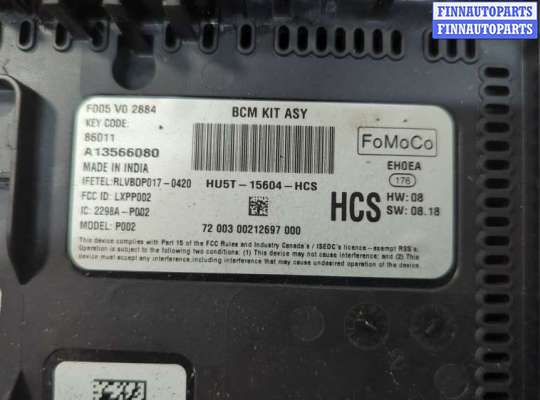 FINNAUTOPARTS
FINNAUTOPARTS
F005 V0 2884
BCM KIT ASY
KEY CODE:
86011
A13566080
MADE IN INDIA
IFETEL:RLVBOP017-0420
HU5T-15604-HCS
FCC ID: LXPP002
IC: 2298A-P002
MODEL: P002
72 003 00212697 000
FoMoCo
EH0EA
176
HCS
HW: 08
SW: 08.18
This device complies with Part 15 of the FCC Rules and Industry Canada's / ISEDC's licence-exempt RSS's.
Operation is subject to the following two conditions: (1) This device may not cause interference; and (2) This
device must accept any interference,including interference that may cause undesired operation of this device.